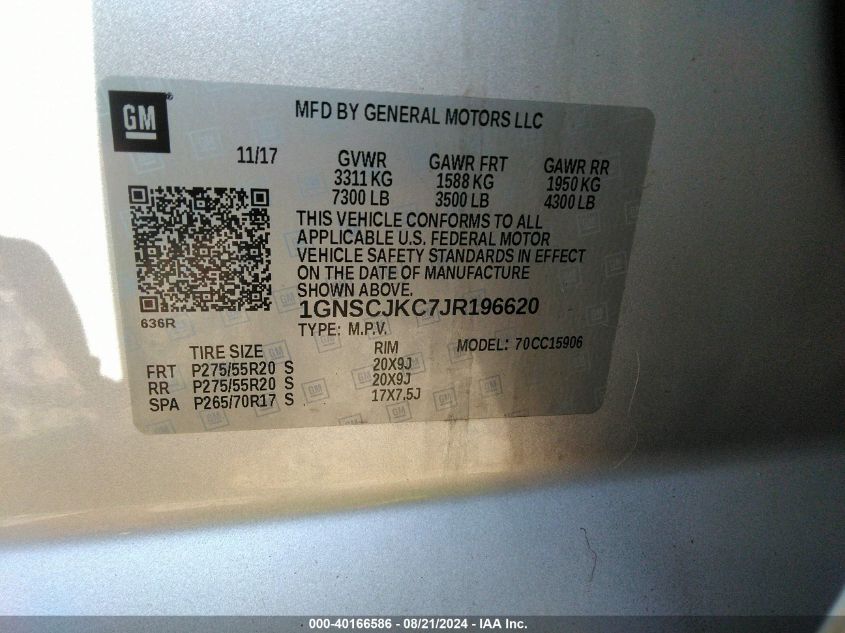 GM
MFD BY GENERAL MOTORS LLC
11/17 GVWR GAWR FRT GAWR RR
3311 KG 1588 KG 1950 KG
7300 LB 3500 LB 4300 LB
THIS VEHICLE CONFORMS TO ALL
APPLICABLE U.S. FEDERAL MOTOR
VEHICLE SAFETY STANDARDS IN EFFECT
ON THE DATE OF MANUFACTURE
SHOWN ABOVE.
636R
1GNSCJKC7JR196620
TYPE: M.P.V.
MODEL: 70CC15906
TIRE SIZE RIM
FRT P275/55R20 S 20X9J
RR P275/55R20 S 20X9J
SPA P265/70R17 S 17X7.5J
000-40166586 - 08/21/2024 - IAA Inc.